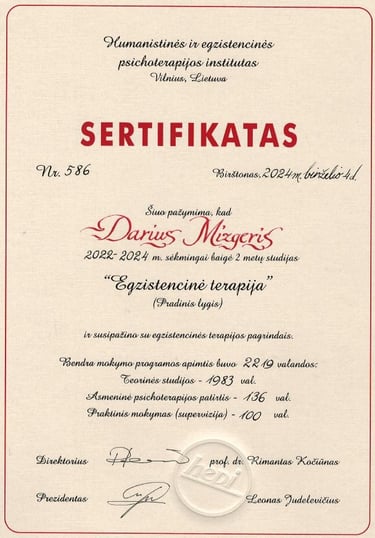 Humanistinės ir egzistencinės
psichoterapijos institutas
Vilnius, Lietuva
SERTIFIKATAS
Nr. 586
Birštonas, 2024 m. birželio 4 d.
Šiuo pažymima, kad
Darius Mizgeris
2022-2024 m. sėkmingai baigė 2 metų studijas
"Egzistencinė terapija"
(Pradinis lygis)
ir susipažino su egzistencinės terapijos pagrindais.
Bendra mokymo programos apimtis buvo 2219 valandos:
Teorinės studijos - 1983 val.
Asmeninė psichoterapijos patirtis - 136 val.
Praktinis mokymas (supervizija) - 100 val.
Direktorius prof. dr. Rimantas Kočiūnas
hepi
Prezidentas Leonas Judelevičius